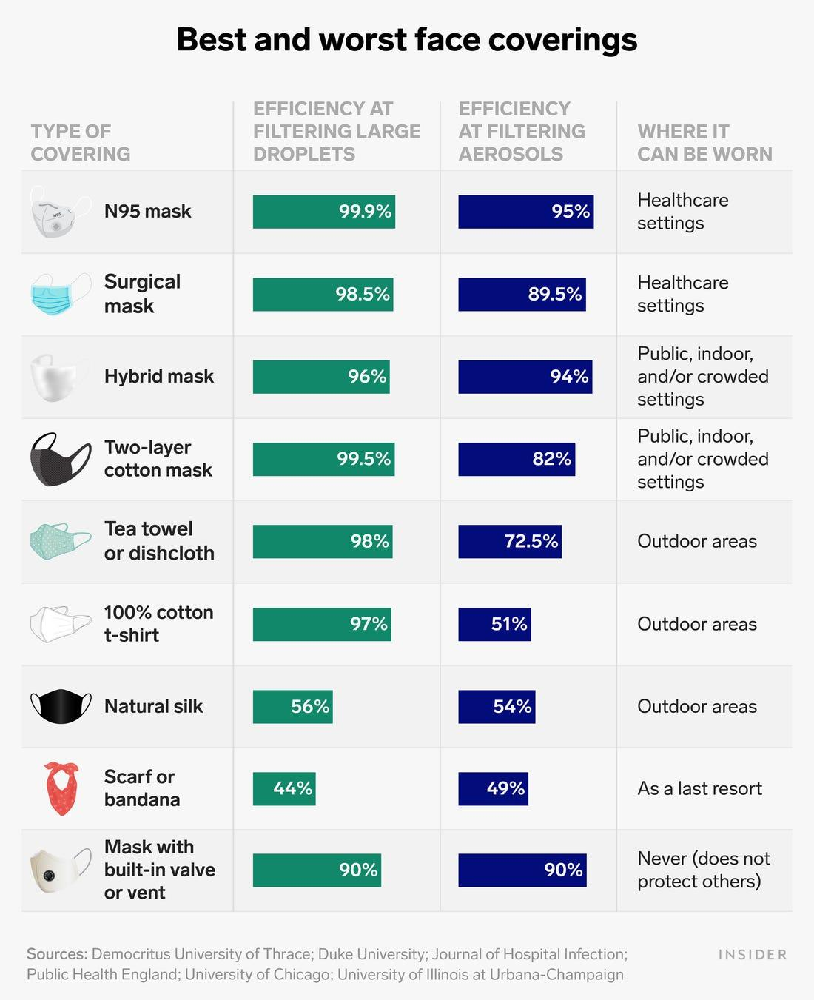 Best and worst face coverings
TYPE OF
COVERING
EFFICIENCY AT
FILTERING LARGE
DROPLETS
EFFICIENCY
AT FILTERING
AEROSOLS
WHERE IT
CAN BE WORN
N95
N95 mask
99.9%
95%
Healthcare
settings
Surgical
mask
98.5%
89.5%
Healthcare
settings
Hybrid mask
96%
94%
Public, indoor,
and/or crowded
settings
Two-layer
cotton mask
99.5%
82%
Public, indoor,
and/or crowded
settings
Tea towel
or dishcloth
98%
72.5%
Outdoor areas
100% cotton
t-shirt
97%
51%
Outdoor areas
Natural silk
56%
54%
Outdoor areas
Scarf or
bandana
44%
49%
As a last resort
Mask with
built-in valve
or vent
90%
90%
Never (does not
protect others)
Sources: Democritus University of Thrace; Duke University; Journal of Hospital Infection;
Public Health England; University of Chicago; University of Illinois at Urbana-Champaign
INSIDER